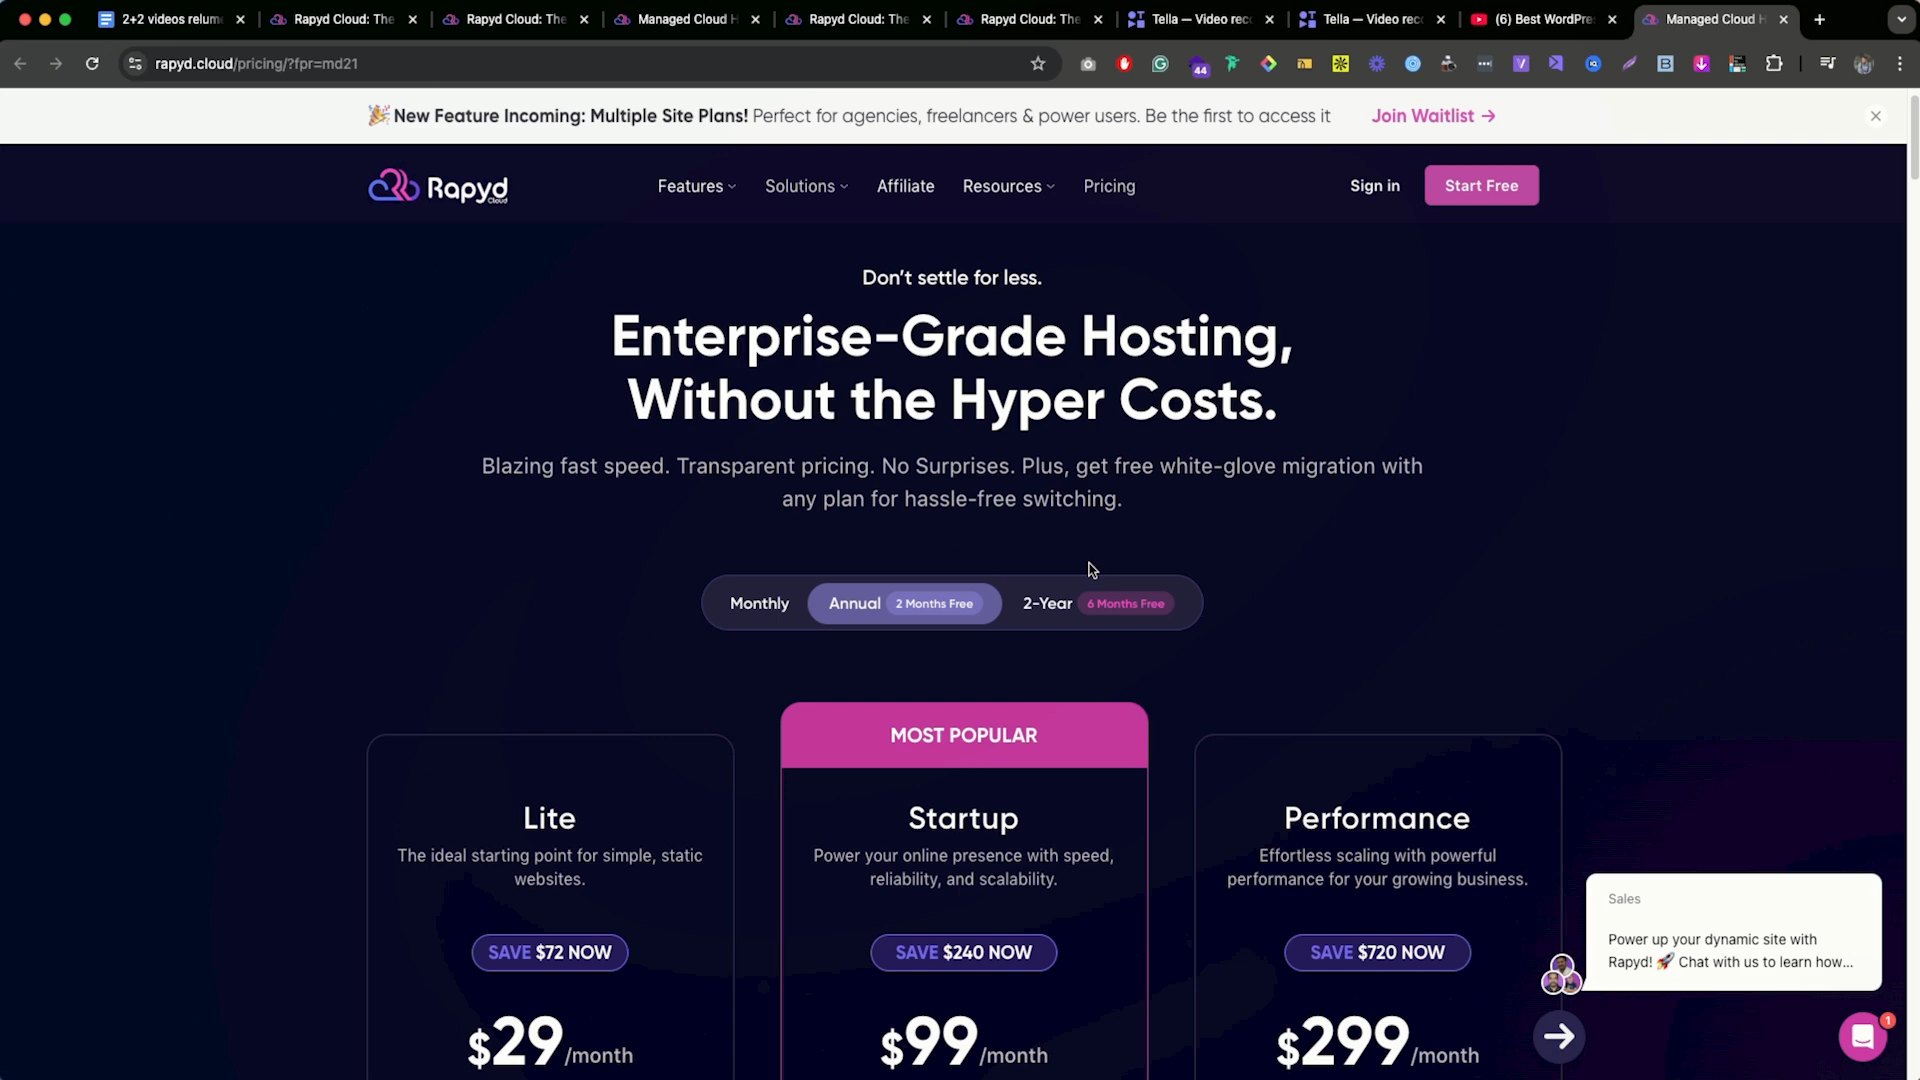 2+2 videos relum
Rapyd Cloud: The
Rapyd Cloud: The
Managed Cloud H
Rapyd Cloud: The
Rapyd Cloud: The
Tella — Video rec
Tella — Video rec
(6) Best WordPre
Managed Cloud H
rapyd.cloud/pricing/?fpr=md21
44
New Feature Incoming: Multiple Site Plans! Perfect for agencies, freelancers & power users. Be the first to access it
Join Waitlist →
Rapyd
Cloud
Features
Solutions
Affiliate
Resources
Pricing
Sign in
Start Free
Don't settle for less.
Enterprise-Grade Hosting,
Without the Hyper Costs.
Blazing fast speed. Transparent pricing. No Surprises. Plus, get free white-glove migration with
any plan for hassle-free switching.
Monthly
Annual 2 Months Free
2-Year 6 Months Free
MOST POPULAR
Lite
The ideal starting point for simple, static
websites.
SAVE $72 NOW
$29/month
Startup
Power your online presence with speed,
reliability, and scalability.
SAVE $240 NOW
$99/month
Performance
Effortless scaling with powerful
performance for your growing business.
SAVE $720 NOW
$299/month
Sales
Power up your dynamic site with
Rapyd! 🚀 Chat with us to learn how...
1